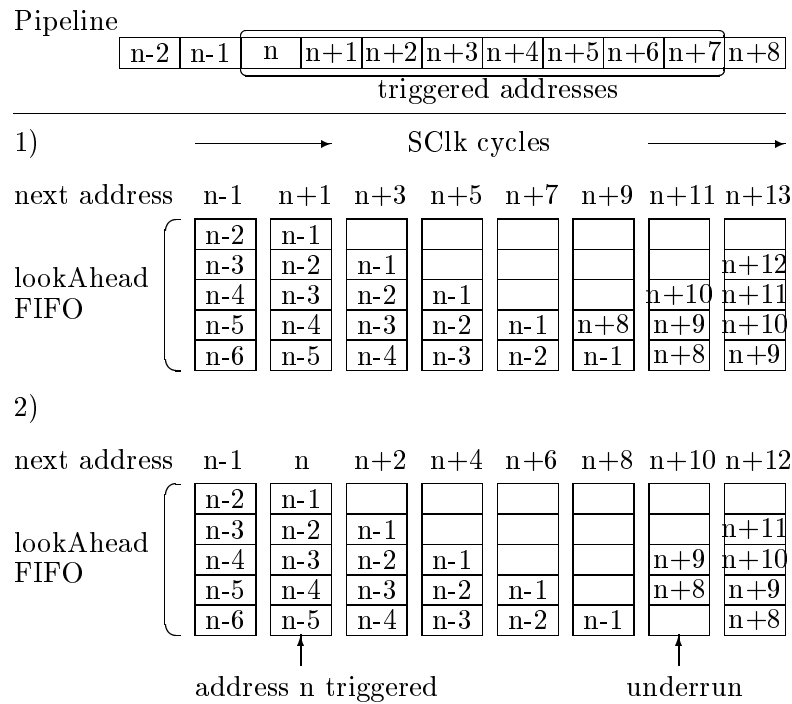 Pipeline
n-2 n-1 n n+1 n+2 n+3 n+4 n+5 n+6 n+7 n+8
triggered addresses
1) SClk cycles
next address n-1 n+1 n+3 n+5 n+7 n+9 n+11 n+13
n-2 n-1
n-3 n-2 n-1 n+12
lookAhead
n-4 n-3 n-2 n-1 n+10 n+11
FIFO
n-5 n-4 n-3 n-2 n-1 n+8 n+9 n+10
n-6 n-5 n-4 n-3 n-2 n-1 n+8 n+9
2)
next address n-1 n n+2 n+4 n+6 n+8 n+10 n+12
n-2 n-1
n-3 n-2 n-1 n+11
lookAhead
n-4 n-3 n-2 n-1 n+9 n+10
FIFO
n-5 n-4 n-3 n-2 n-1 n+8 n+9
n-6 n-5 n-4 n-3 n-2 n-1 n+8
address n triggered underrun